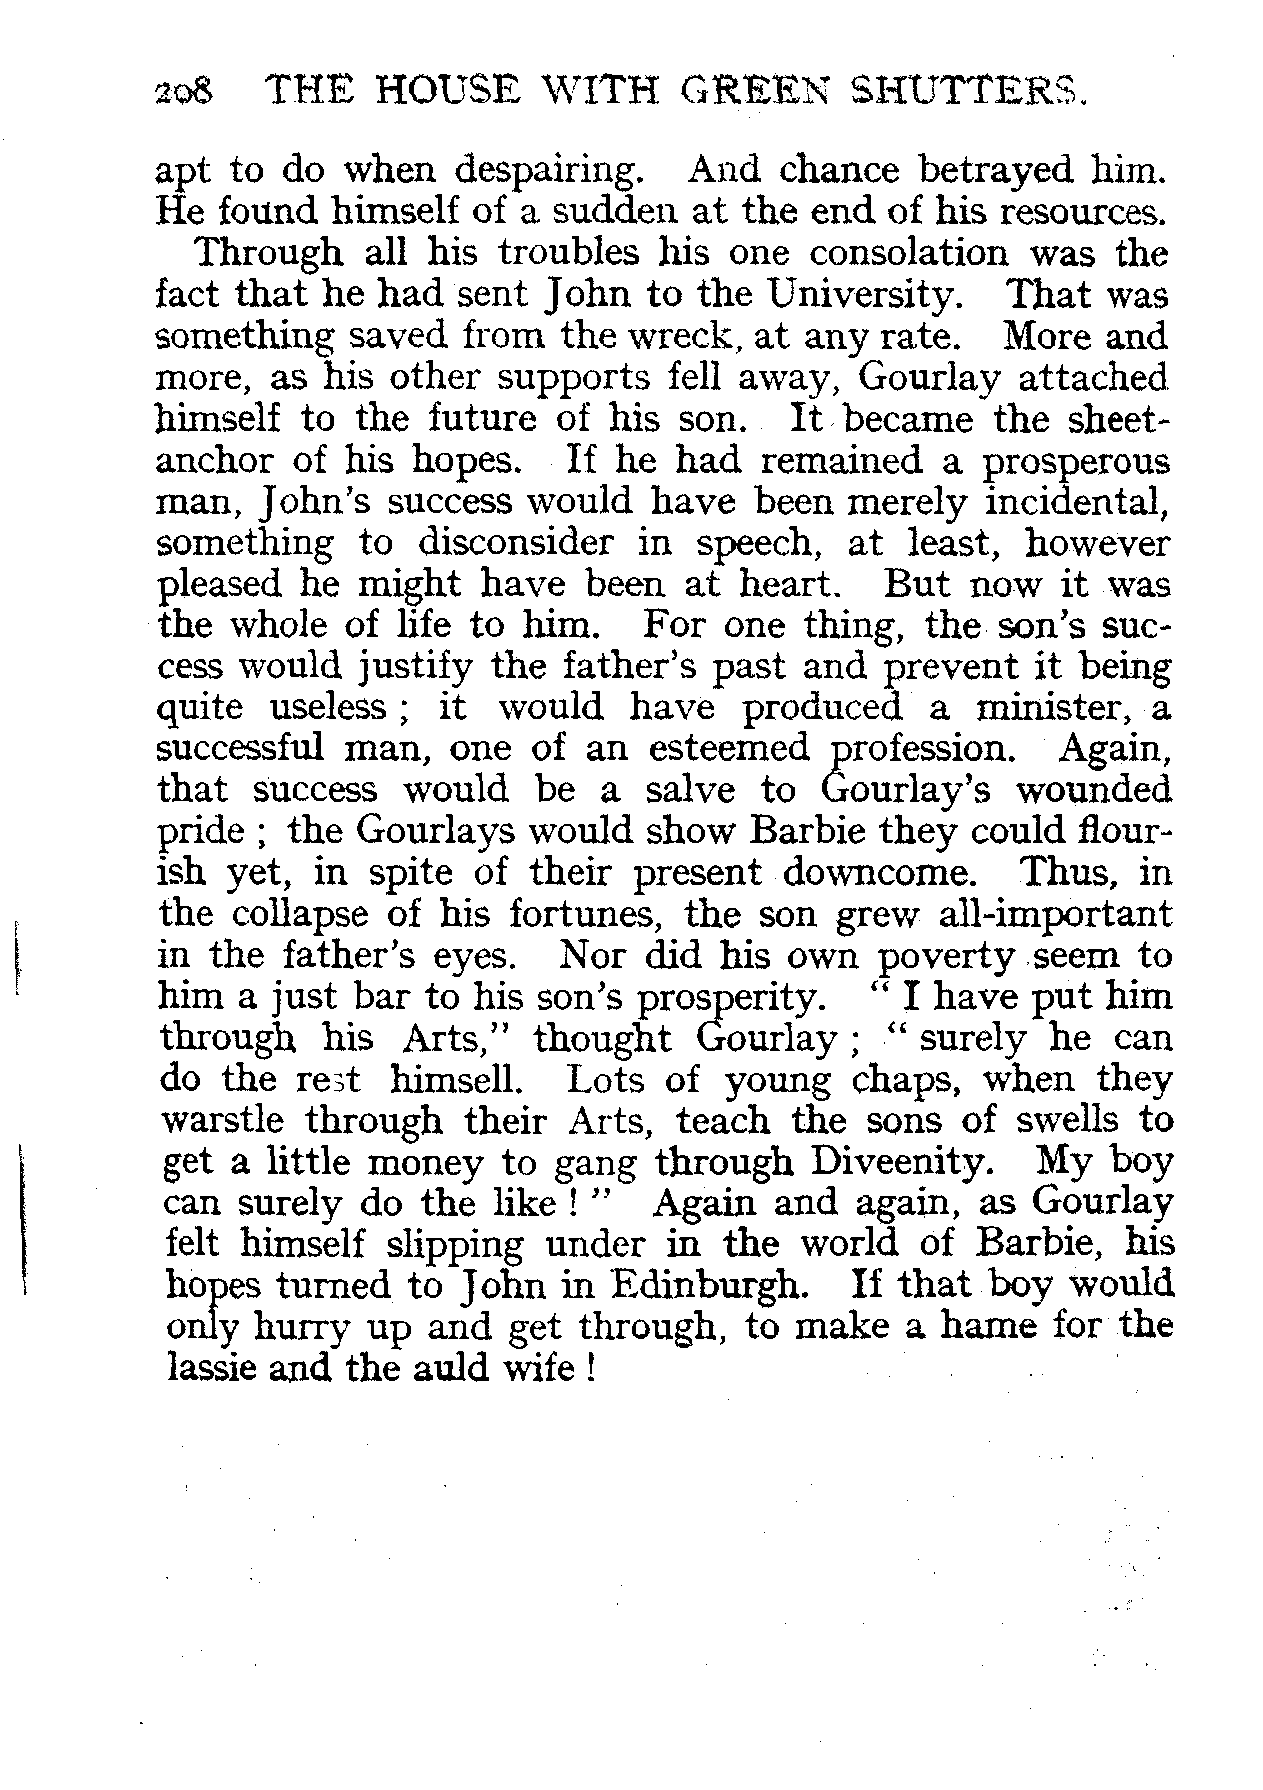 208 THE HOUSE WITH GREEN SHUTTERS.
apt to do when despairing. And chance betrayed him.
He found himself of a sudden at the end of his resources.
Through all his troubles his one consolation was the
fact that he had sent John to the University. That was
something saved from the wreck, at any rate. More and
more, as his other supports fell away, Gourlay attached
himself to the future of his son. It became the sheet-
anchor of his hopes. If he had remained a prosperous
man, John's success would have been merely incidental,
something to disconsider in speech, at least, however
pleased he might have been at heart. But now it was
the whole of life to him. For one thing, the son's suc-
cess would justify the father's past and prevent it being
quite useless ; it would have produced a minister, a
successful man, one of an esteemed profession. Again,
that success would be a salve to Gourlay's wounded
pride ; the Gourlays would show Barbie they could flour-
ish yet, in spite of their present downcome. Thus, in
the collapse of his fortunes, the son grew all-important
in the father's eyes. Nor did his own poverty seem to
him a just bar to his son's prosperity. “ I have put him
through his Arts,” thought Gourlay ; “ surely he can
do the rest himsell. Lots of young chaps, when they
warstle through their Arts, teach the sons of swells to
get a little money to gang through Diveenity. My boy
can surely do the like ! ” Again and again, as Gourlay
felt himself slipping under in the world of Barbie, his
hopes turned to John in Edinburgh. If that boy would
only hurry up and get through, to make a hame for the
lassie and the auld wife !